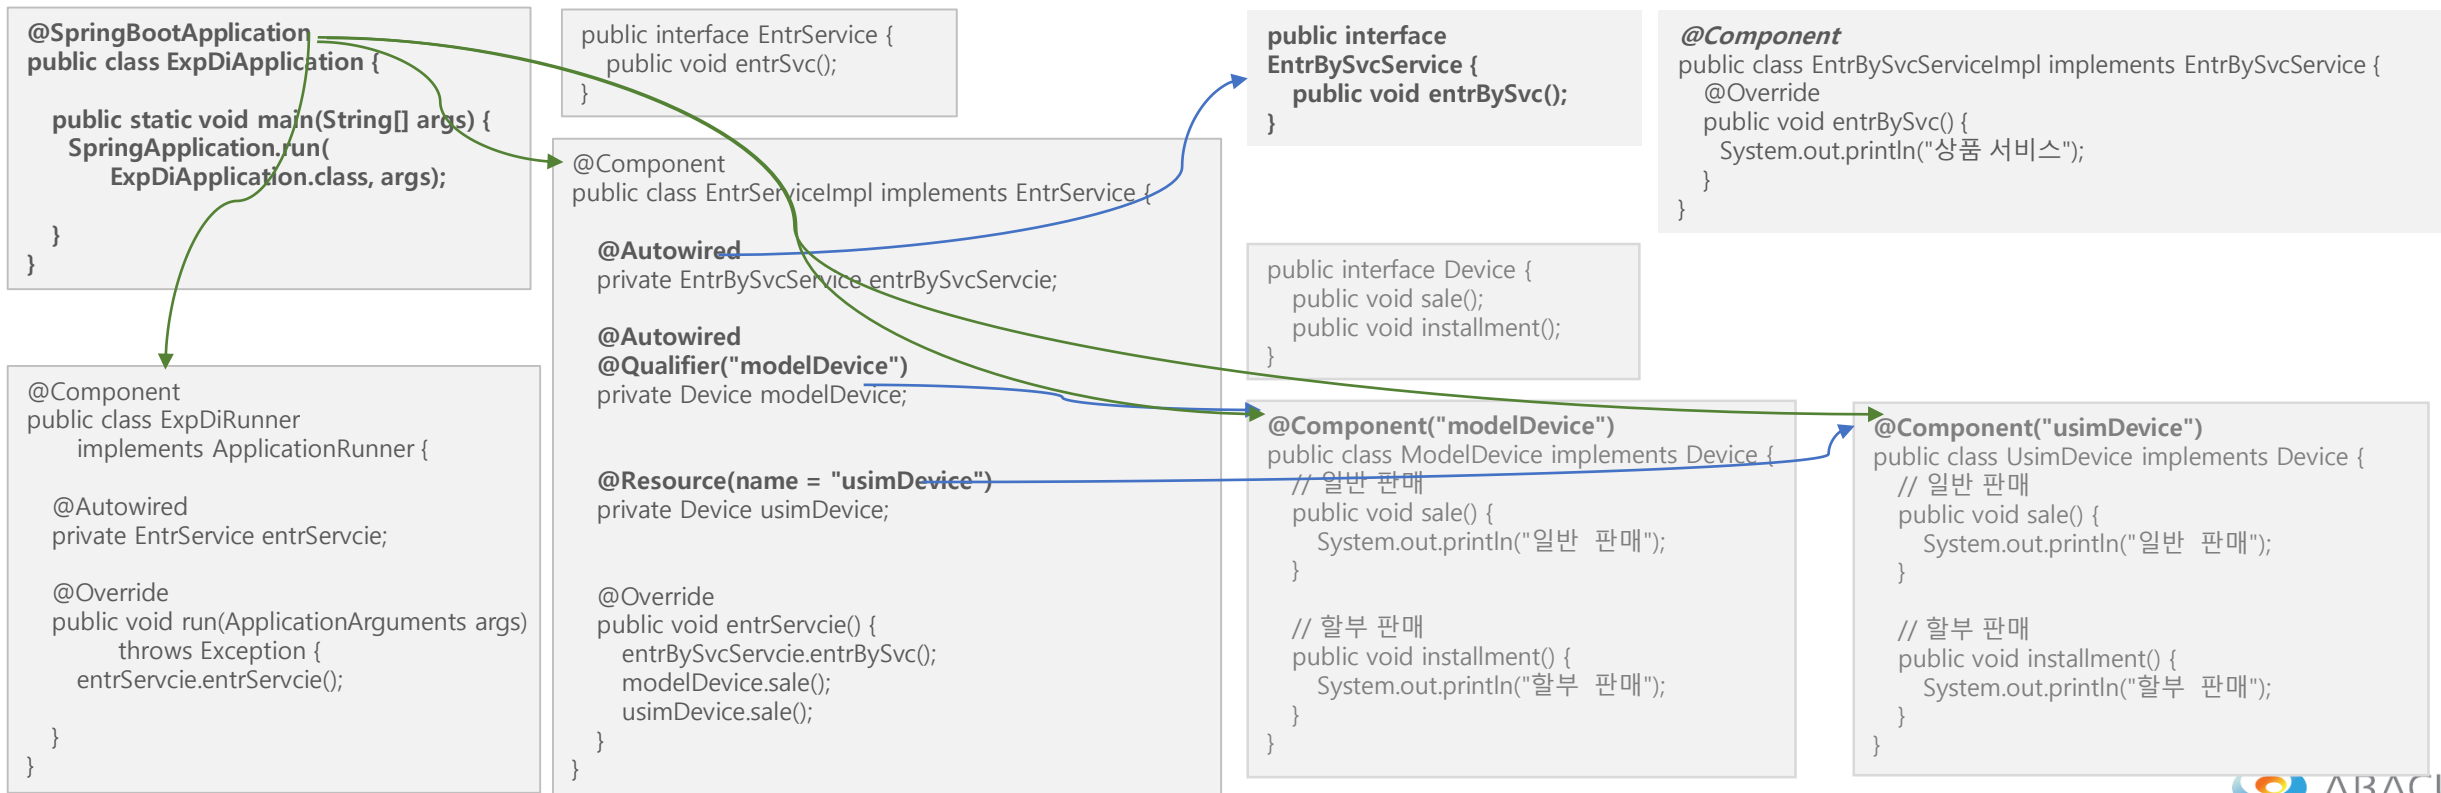 @SpringBootApplication
public class ExpDiApplication {
public static void main(String[] args) {
SpringApplication.run(
ExpDiApplication.class, args);
}
}
public interface EntrService {
public void entrSvc();
}
public interface
EntrBySvcService {
public void entrBySvc();
}
@Component
public class EntrBySvcServiceImpl implements EntrBySvcService {
@Override
public void entrBySvc() {
System.out.println("상품 서비스");
}
}
@Component
public class ExpDiRunner
implements ApplicationRunner {
@Autowired
private EntrService entrServcie;
@Override
public void run(ApplicationArguments args)
throws Exception {
entrServcie.entrServcie();
}
}
@Component
public class EntrServiceImpl implements EntrService {
@Autowired
private EntrBySvcService entrBySvcServcie;
@Autowired
@Qualifier("modelDevice")
private Device modelDevice;
@Resource(name = "usimDevice")
private Device usimDevice;
@Override
public void entrServcie() {
entrBySvcServcie.entrBySvc();
modelDevice.sale();
usimDevice.sale();
}
}
public interface Device {
public void sale();
public void installment();
}
@Component("modelDevice")
public class ModelDevice implements Device {
// 일반 판매
public void sale() {
System.out.println("일반 판매");
}
// 할부 판매
public void installment() {
System.out.println("할부 판매");
}
}
@Component("usimDevice")
public class UsimDevice implements Device {
// 일반 판매
public void sale() {
System.out.println("일반 판매");
}
// 할부 판매
public void installment() {
System.out.println("할부 판매");
}
}